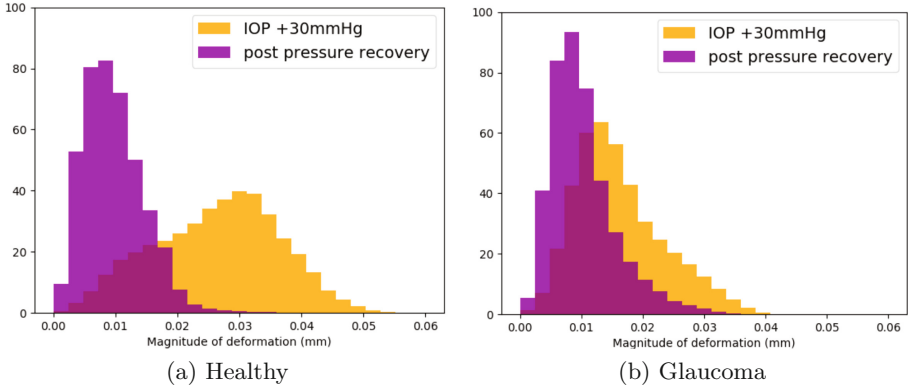 100
80
60
40
20
0
0.00 0.01 0.02 0.03 0.04 0.05 0.06
Magnitude of deformation (mm)
IOP +30mmHg
post pressure recovery
(a) Healthy
100
80
60
40
20
0
0.00 0.01 0.02 0.03 0.04 0.05 0.06
Magnitude of deformation (mm)
IOP +30mmHg
post pressure recovery
(b) Glaucoma